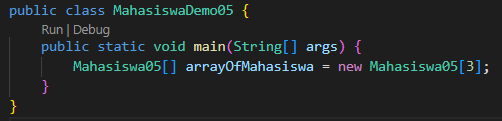 public class MahasiswaDemo05 {
Run | Debug
public static void main(String[] args) {
Mahasiswa05[] arrayOfMahasiswa = new Mahasiswa05[3];
}
}